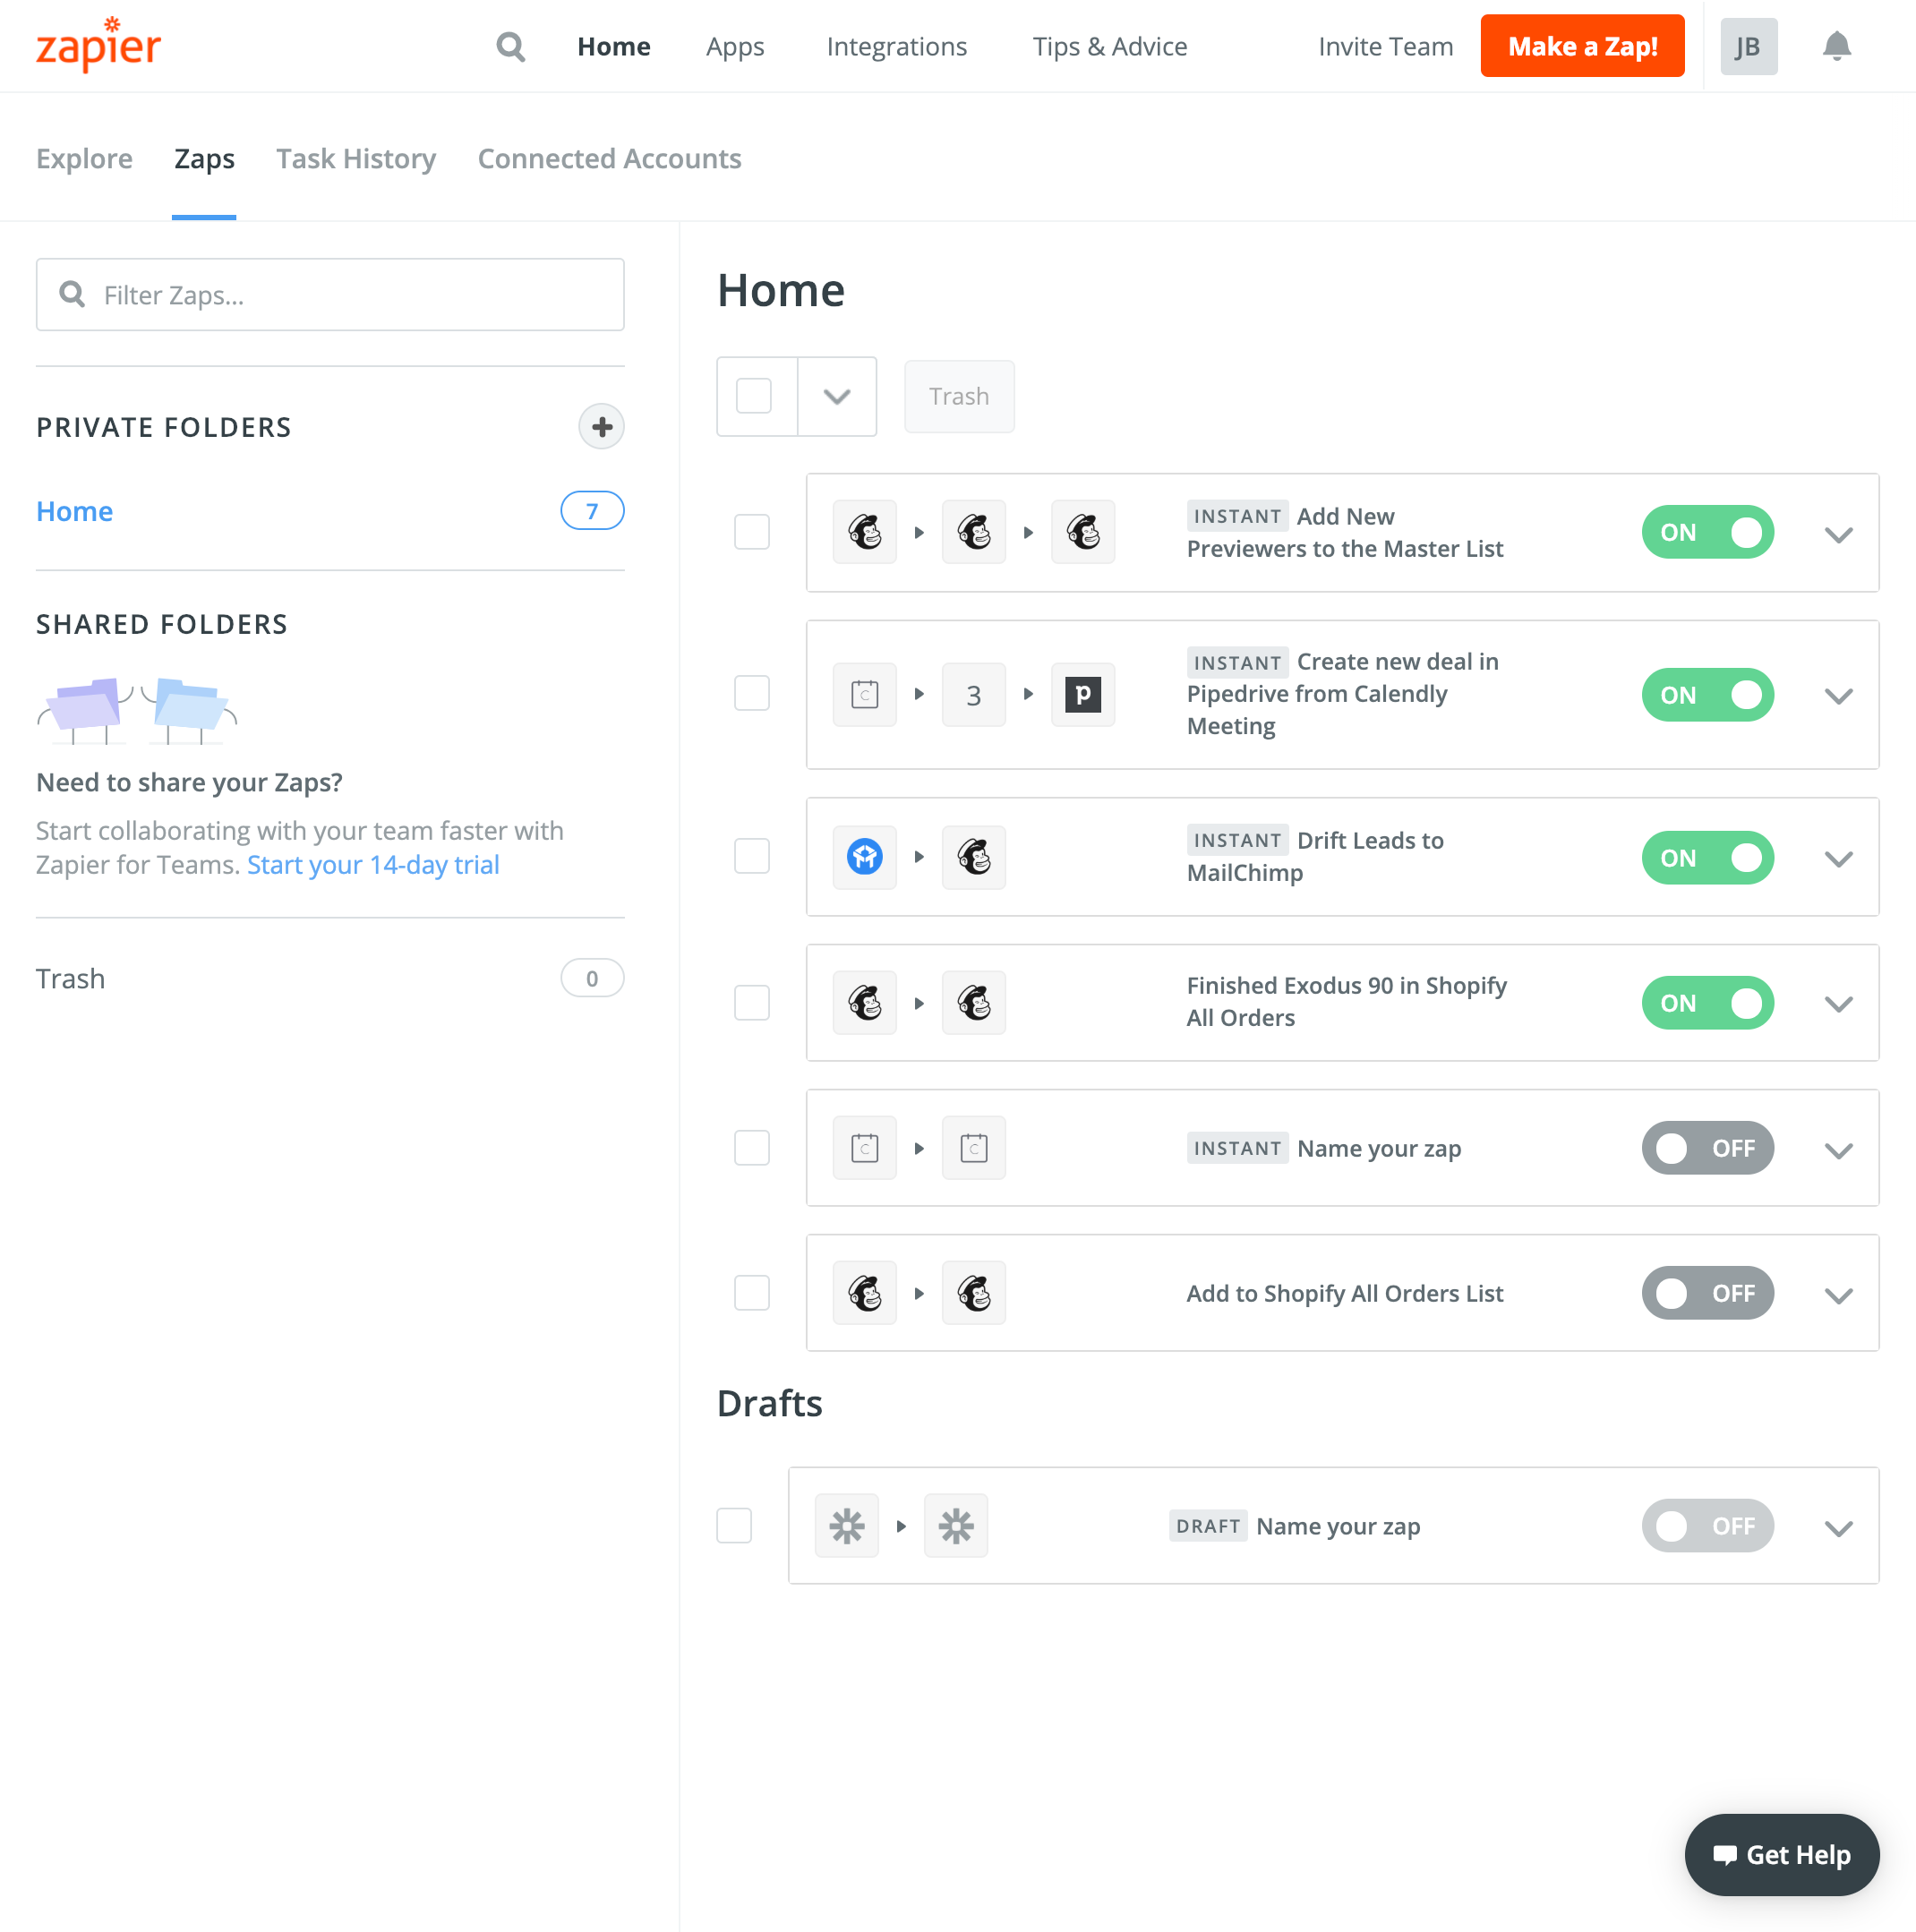 zapier
Home
Apps
Integrations
Tips & Advice
Invite Team
Make a Zap!
JB
Explore
Zaps
Task History
Connected Accounts
Filter Zaps...
PRIVATE FOLDERS
Home
7
SHARED FOLDERS
Need to share your Zaps?
Start collaborating with your team faster with
Zapier for Teams. Start your 14-day trial
Trash
0
Home
Trash
INSTANT Add New
Previewers to the Master List
ON
C
3
p
INSTANT Create new deal in
Pipedrive from Calendly
Meeting
ON
INSTANT Drift Leads to
MailChimp
ON
Finished Exodus 90 in Shopify
All Orders
ON
C
C
INSTANT Name your zap
OFF
Add to Shopify All Orders List
OFF
Drafts
DRAFT Name your zap
OFF
Get Help